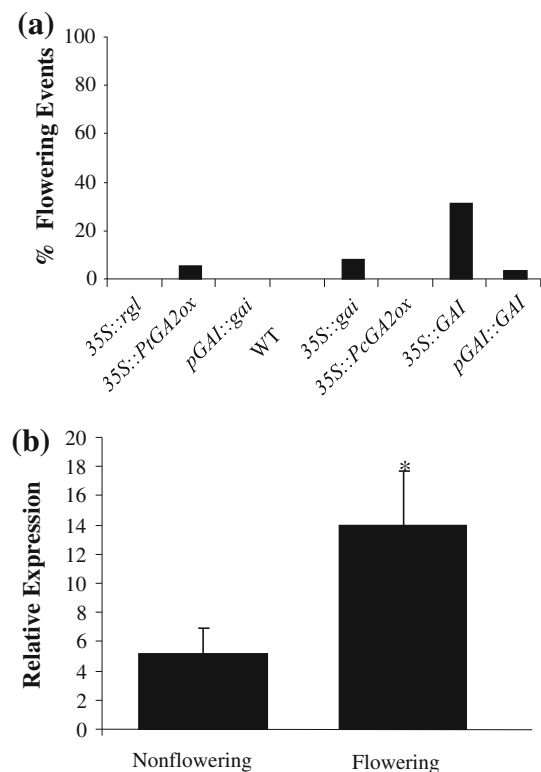 (a)
% Flowering Events
100
80
60
40
20
0
35S::rgl
35S::PtGA2ox
pGAI::gai
WT
35S::gai
35S::PcGA2ox
35S::GAI
pGAI::GAI
(b)
Relative Expression
20
18
16
14
12
10
8
6
4
2
0
*
Nonflowering
Flowering